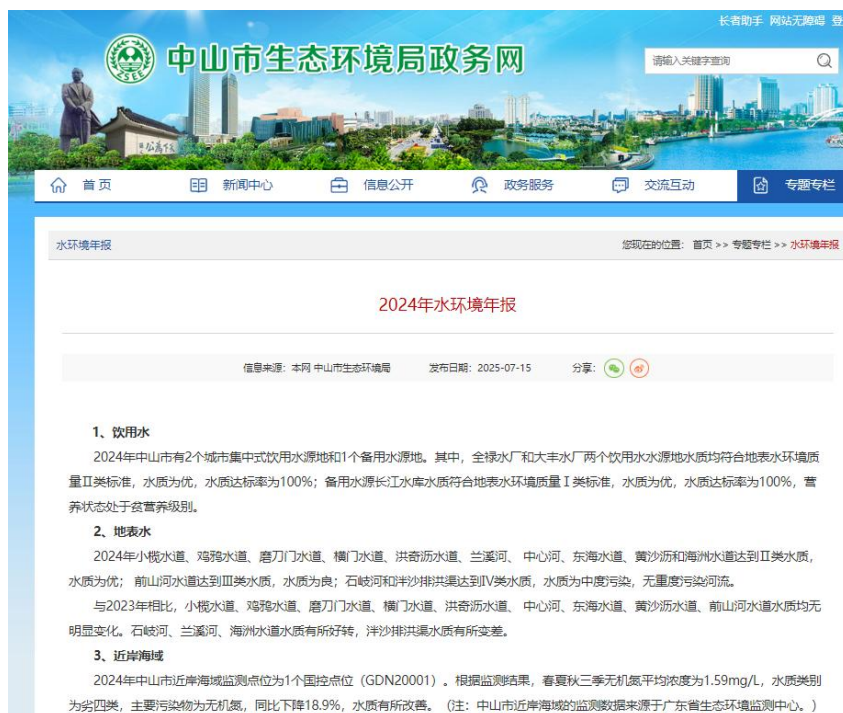 长者助手 网站无障碍 登
ZSEE
中山市生态环境局政务网
请输入关键字查询
首页 新闻中心 信息公开 政务服务 交流互动 专题专栏
水环境年报 您现在的位置: 首页 >> 专题专栏 >> 水环境年报
2024年水环境年报
信息来源:本网 中山市生态环境局 发布日期:2025-07-15 分享:
1、饮用水
2024年中山市有2个城市集中式饮用水源地和1个备用水源地。其中,全禄水厂和大丰水厂两个饮用水水源地水质均符合地表水环境质
量Ⅱ类标准,水质为优,水质达标率为100%;备用水源长江水库水质符合地表水环境质量Ⅰ类标准,水质为优,水质达标率为100%,营
养状态处于贫营养级别。
2、地表水
2024年小榄水道、鸡鸦水道、磨刀门水道、横门水道、洪奇沥水道、兰溪河、 中心河、东海水道、黄沙沥和海洲水道达到Ⅱ类水质,
水质为优; 前山河水道达到Ⅲ类水质,水质为良;石岐河和泮沙排洪渠达到Ⅳ类水质,水质为中度污染,无重度污染河流。
与2023年相比,小榄水道、鸡鸦水道、磨刀门水道、横门水道、洪奇沥水道、 中心河、东海水道、黄沙沥水道、前山河水道水质均无
明显变化。石岐河、兰溪河、海洲水道水质有所好转,泮沙排洪渠水质有所变差。
3、近岸海域
2024年中山市近岸海域监测点位为1个国控点位(GDN20001)。根据监测结果,春夏秋三季无机氮平均浓度为1.59mg/L,水质类别
为劣四类,主要污染物为无机氮,同比下降18.9%,水质有所改善。(注:中山市近岸海域的监测数据来源于广东省生态环境监测中心。)